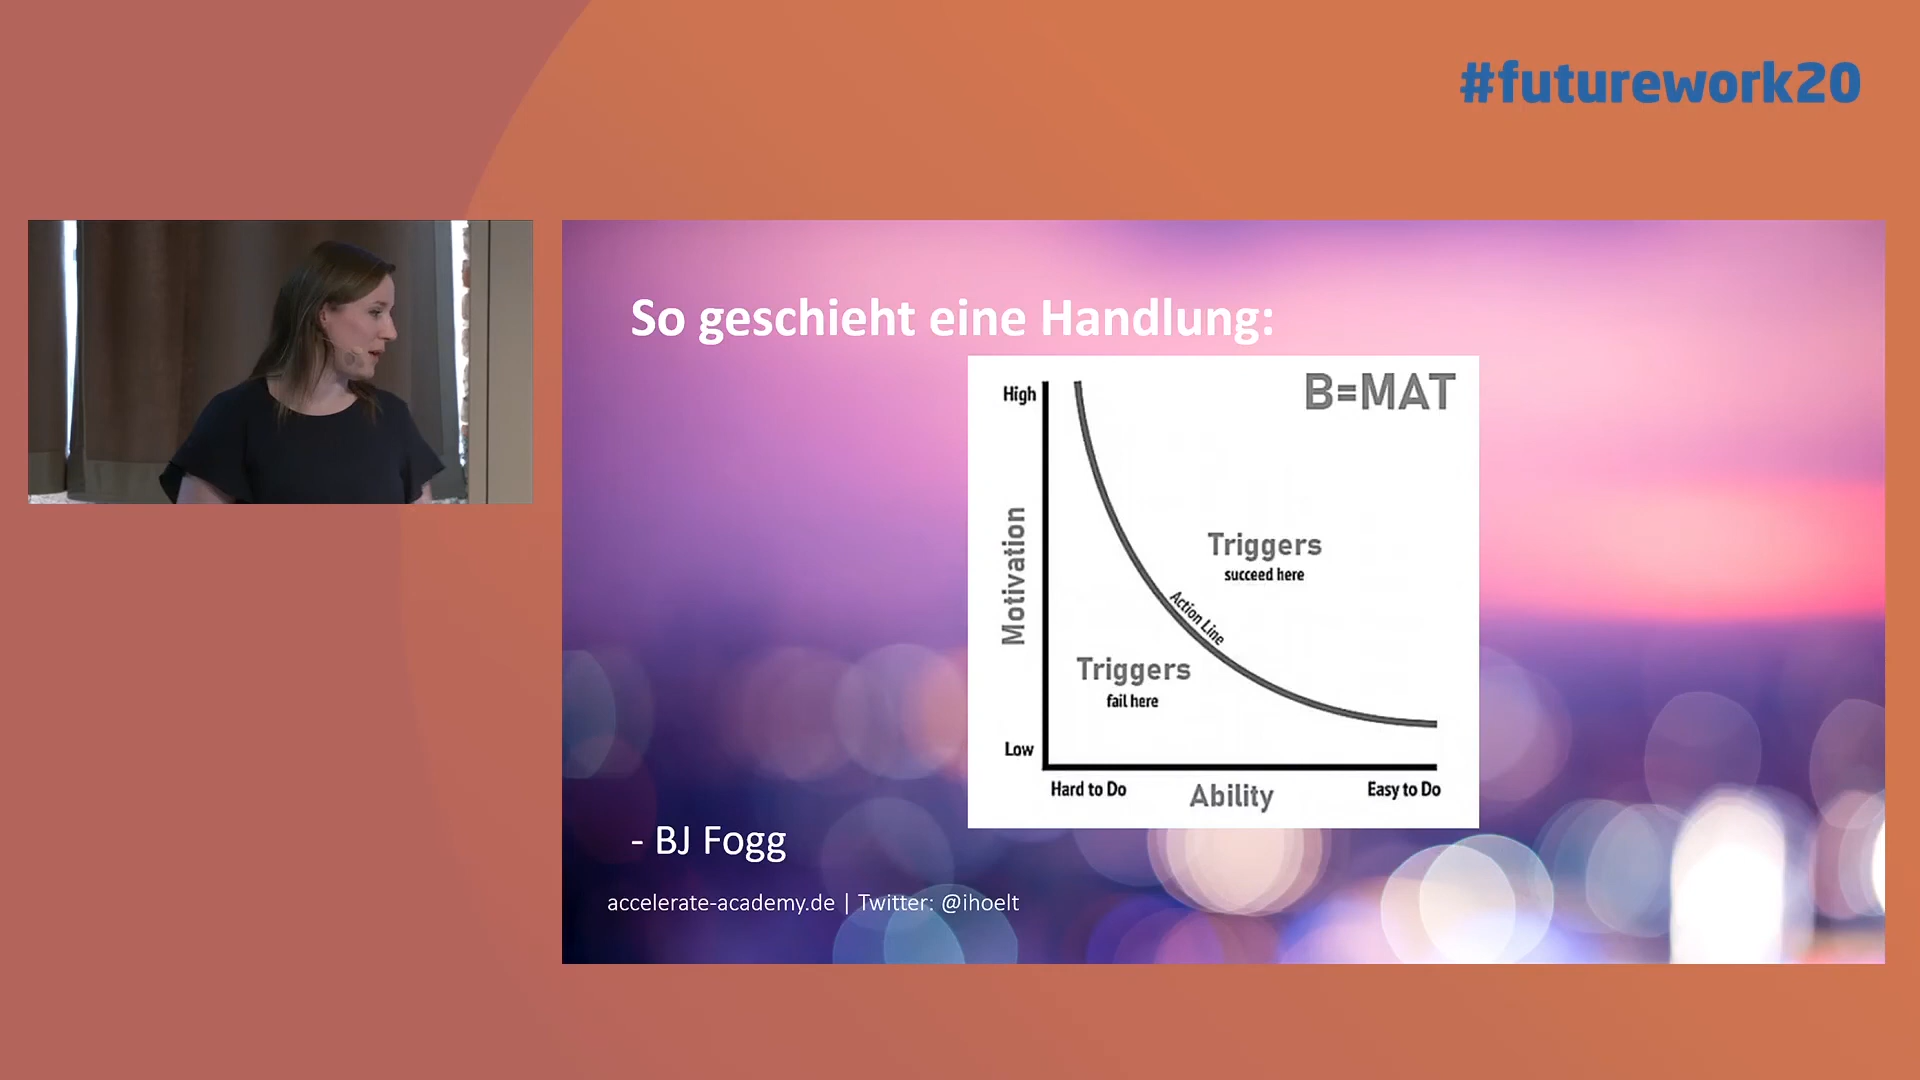 #futurework20
So geschieht eine Handlung:
B=MAT
High
Motivation
Triggers
succeed here
Action Line
Triggers
fail here
Low
Hard to Do
Ability
Easy to Do
- BJ Fogg
accelerate-academy.de | Twitter: @ihoelt